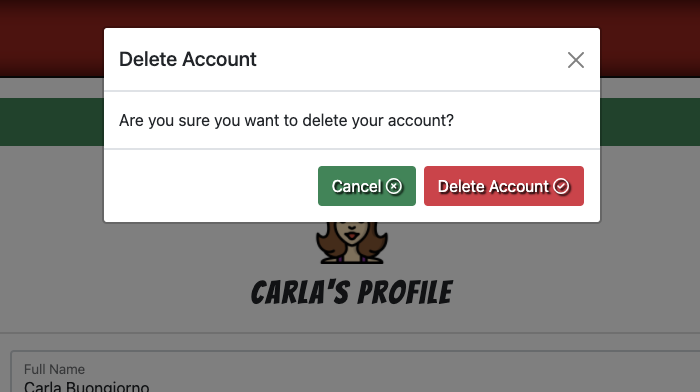 Delete Account
Are you sure you want to delete your account?
Cancel
Delete Account
CARLA'S PROFILE
Full Name
Carla Buongiorno